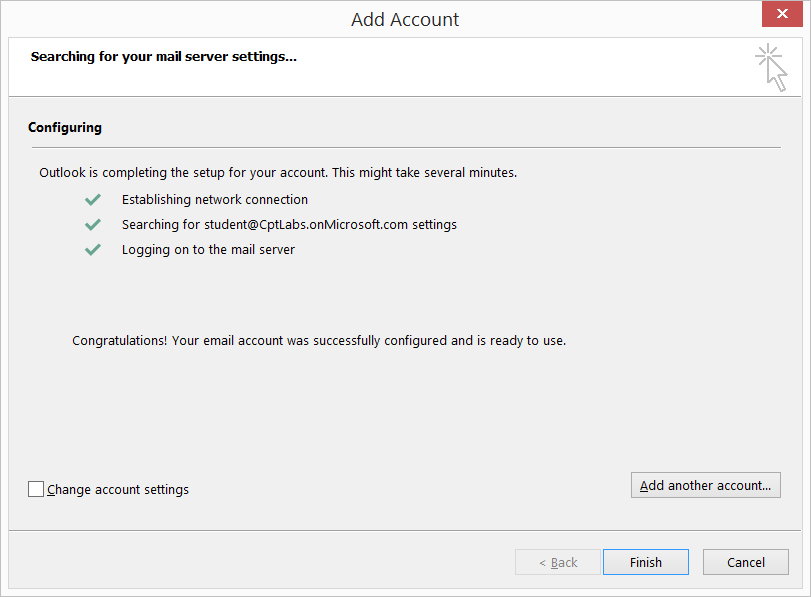 Add Account
Searching for your mail server settings...
Configuring
Outlook is completing the setup for your account. This might take several minutes.
Establishing network connection
Searching for student@CptLabs.onMicrosoft.com settings
Logging on to the mail server
Congratulations! Your email account was successfully configured and is ready to use.
Change account settings
Add another account...
< Back
Finish
Cancel